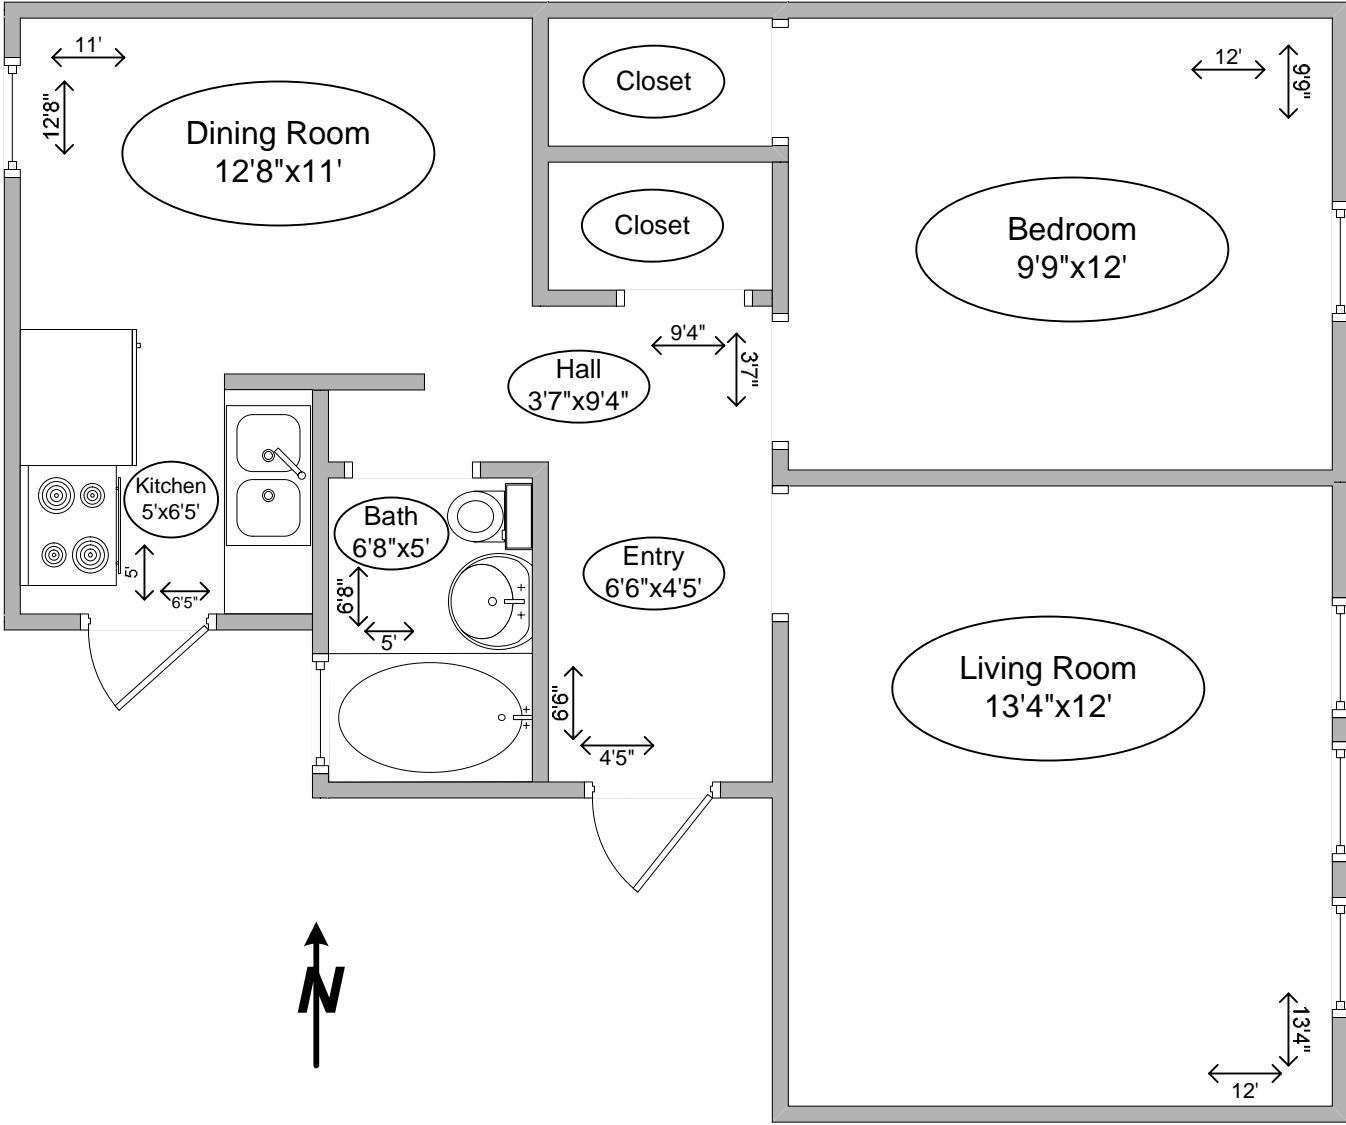 11'
12'8"
Dining Room
12'8"x11'
Closet
Closet
12'
9'9"
Bedroom
9'9"x12'
9'4"
3'7"
Hall
3'7"x9'4"
Kitchen
5'x6'5'
5'
6'5"
Bath
6'8"x5'
6'8"
5'
Entry
6'6"x4'5'
6'6"
4'5"
Living Room
13'4"x12'
13'4"
12'
N